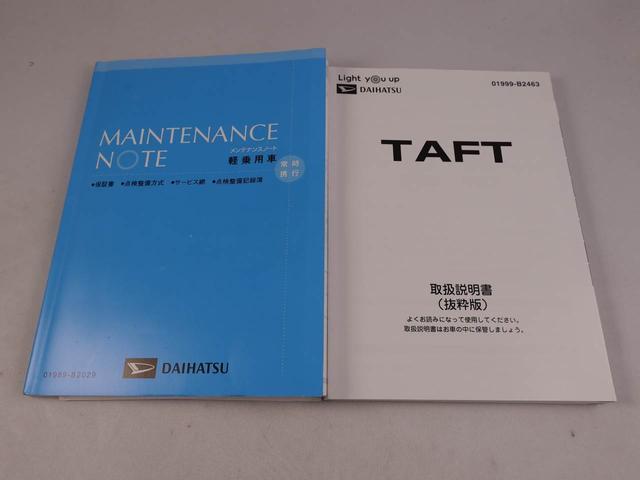 MAINTENANCE
NOTE
メンテナンスノート
軽乗用車
常時
携行
●保証書 ●点検整備方式 ●サービス網 ●点検整備記録簿
DAIHATSU
01989-B2029
Light you up
DAIHATSU
01999-B2463
TAFT
取扱説明書
（抜粋版）
よくお読みになって使用してください。
取扱説明書はお車の中に保管しましょう。